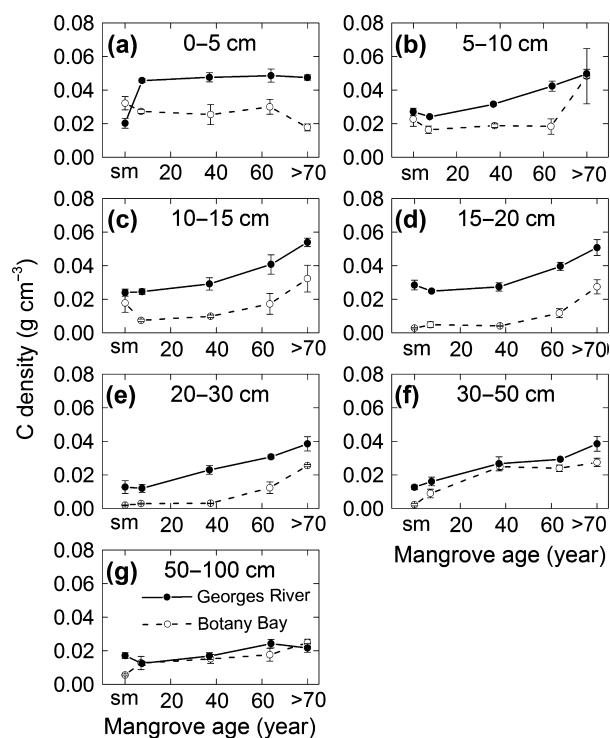 C density (g cm⁻³)
(a) 0–5 cm
0.08
0.06
0.04
0.02
0.00
sm 20 40 60 >70
(b) 5–10 cm
0.08
0.06
0.04
0.02
0.00
sm 20 40 60 >70
(c) 10–15 cm
0.08
0.06
0.04
0.02
0.00
sm 20 40 60 >70
(d) 15–20 cm
0.08
0.06
0.04
0.02
0.00
sm 20 40 60 >70
(e) 20–30 cm
0.08
0.06
0.04
0.02
0.00
sm 20 40 60 >70
(f) 30–50 cm
0.08
0.06
0.04
0.02
0.00
sm 20 40 60 >70
Mangrove age (year)
(g) 50–100 cm
Georges River
Botany Bay
0.08
0.06
0.04
0.02
0.00
sm 20 40 60 >70
Mangrove age (year)